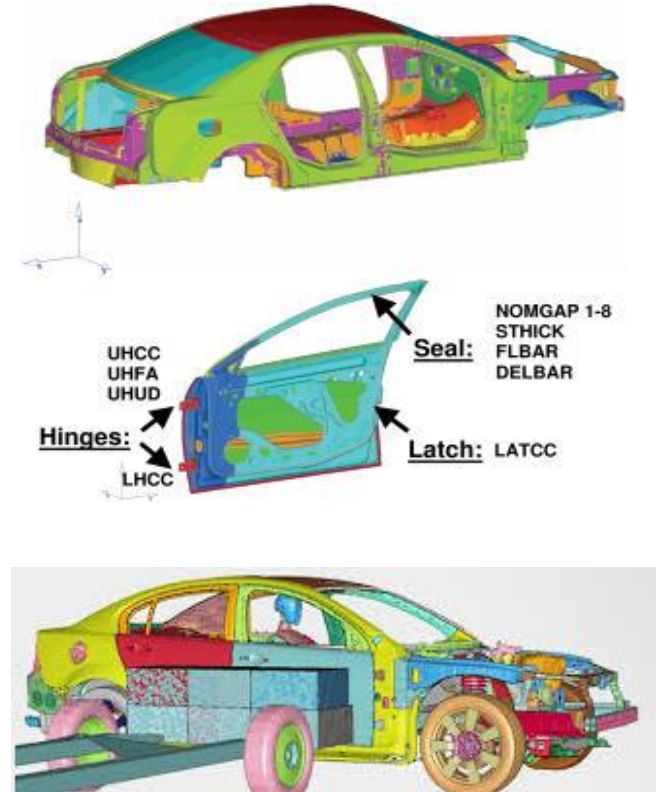 NOMGAP 1-8
STHICK
Seal: FLBAR
DELBAR
UHCC
UHFA
UHUD
Hinges:
Latch: LATCC
LHCC